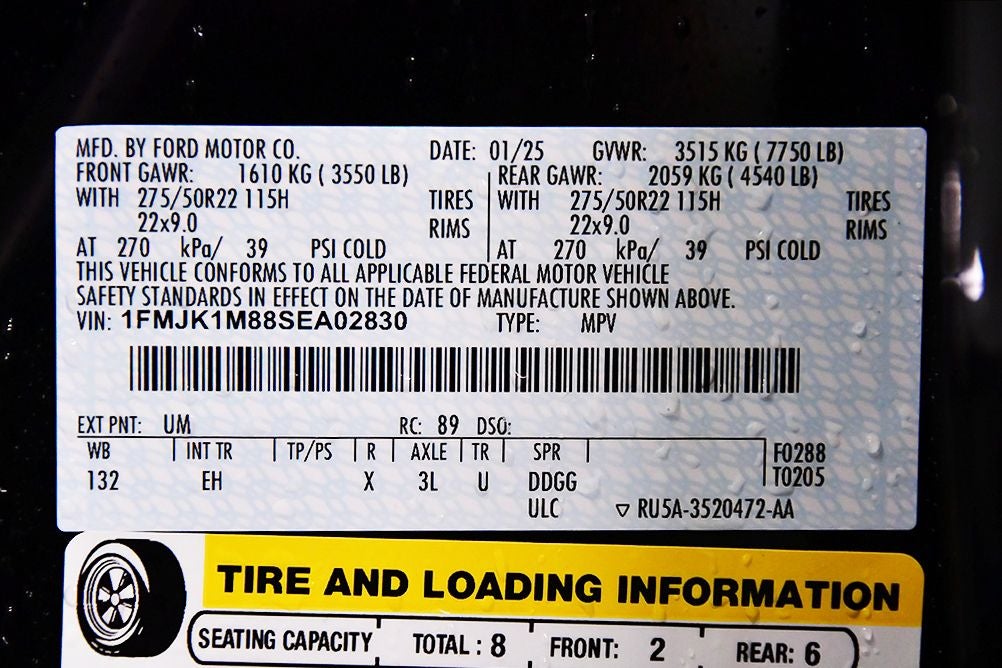 MFD. BY FORD MOTOR CO. DATE: 01/25 GVWR: 3515 KG ( 7750 LB)
FRONT GAWR: 1610 KG ( 3550 LB) REAR GAWR: 2059 KG ( 4540 LB)
WITH 275/50R22 115H TIRES WITH 275/50R22 115H TIRES
22x9.0 RIMS 22x9.0 RIMS
AT 270 kPa/ 39 PSI COLD AT 270 kPa/ 39 PSI COLD
THIS VEHICLE CONFORMS TO ALL APPLICABLE FEDERAL MOTOR VEHICLE
SAFETY STANDARDS IN EFFECT ON THE DATE OF MANUFACTURE SHOWN ABOVE.
VIN: 1FMJK1M88SEA02830 TYPE: MPV
EXT PNT: UM RC: 89 DSO:
WB INT TR TP/PS R AXLE TR SPR F0288
132 EH X 3L U DDGG T0205
ULC ▽ RU5A-3520472-AA
TIRE AND LOADING INFORMATION
SEATING CAPACITY TOTAL : 8 FRONT: 2 REAR: 6